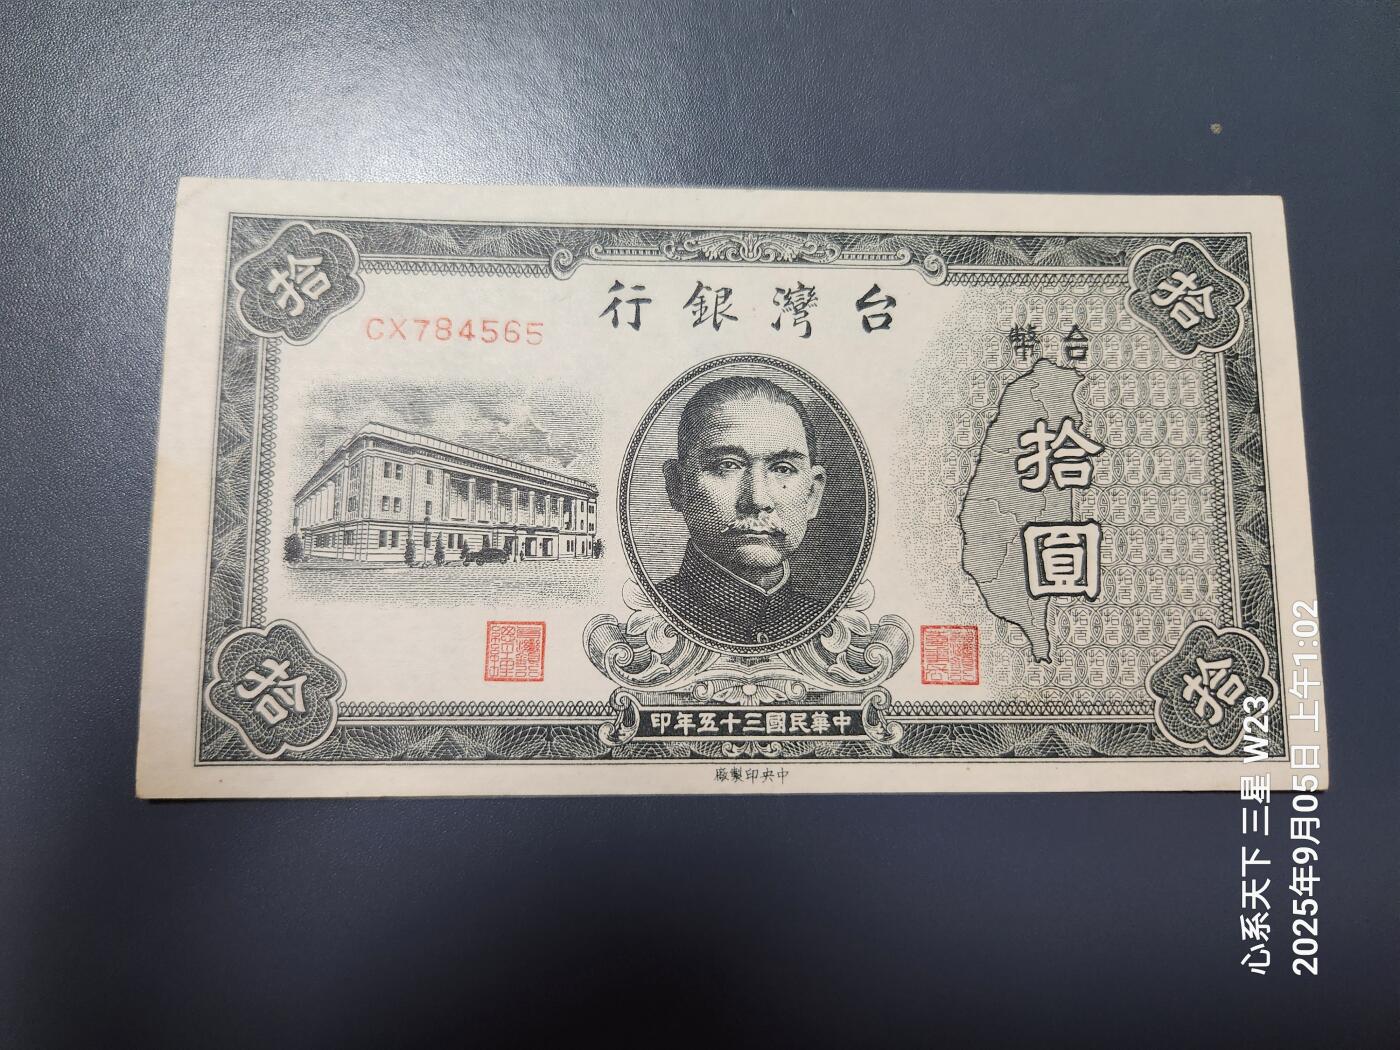 拾
拾
台灣銀行
CX784565
台幣
拾圓
拾
拾
中華民國三十五年印
中央印製廠
心系天下 三星 W23
2025年9月05日 上午1:02